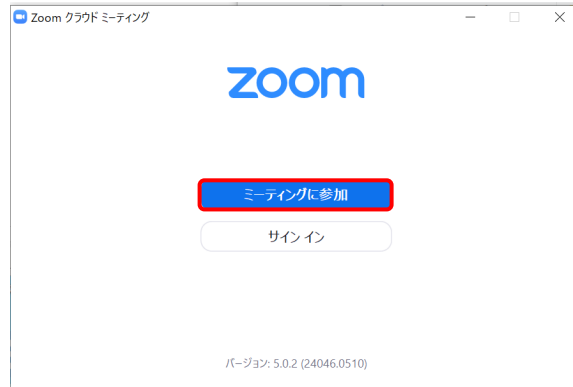 Zoom クラウド ミーティング
zoom
ミーティングに参加
サイン イン
バージョン: 5.0.2 (24046.0510)